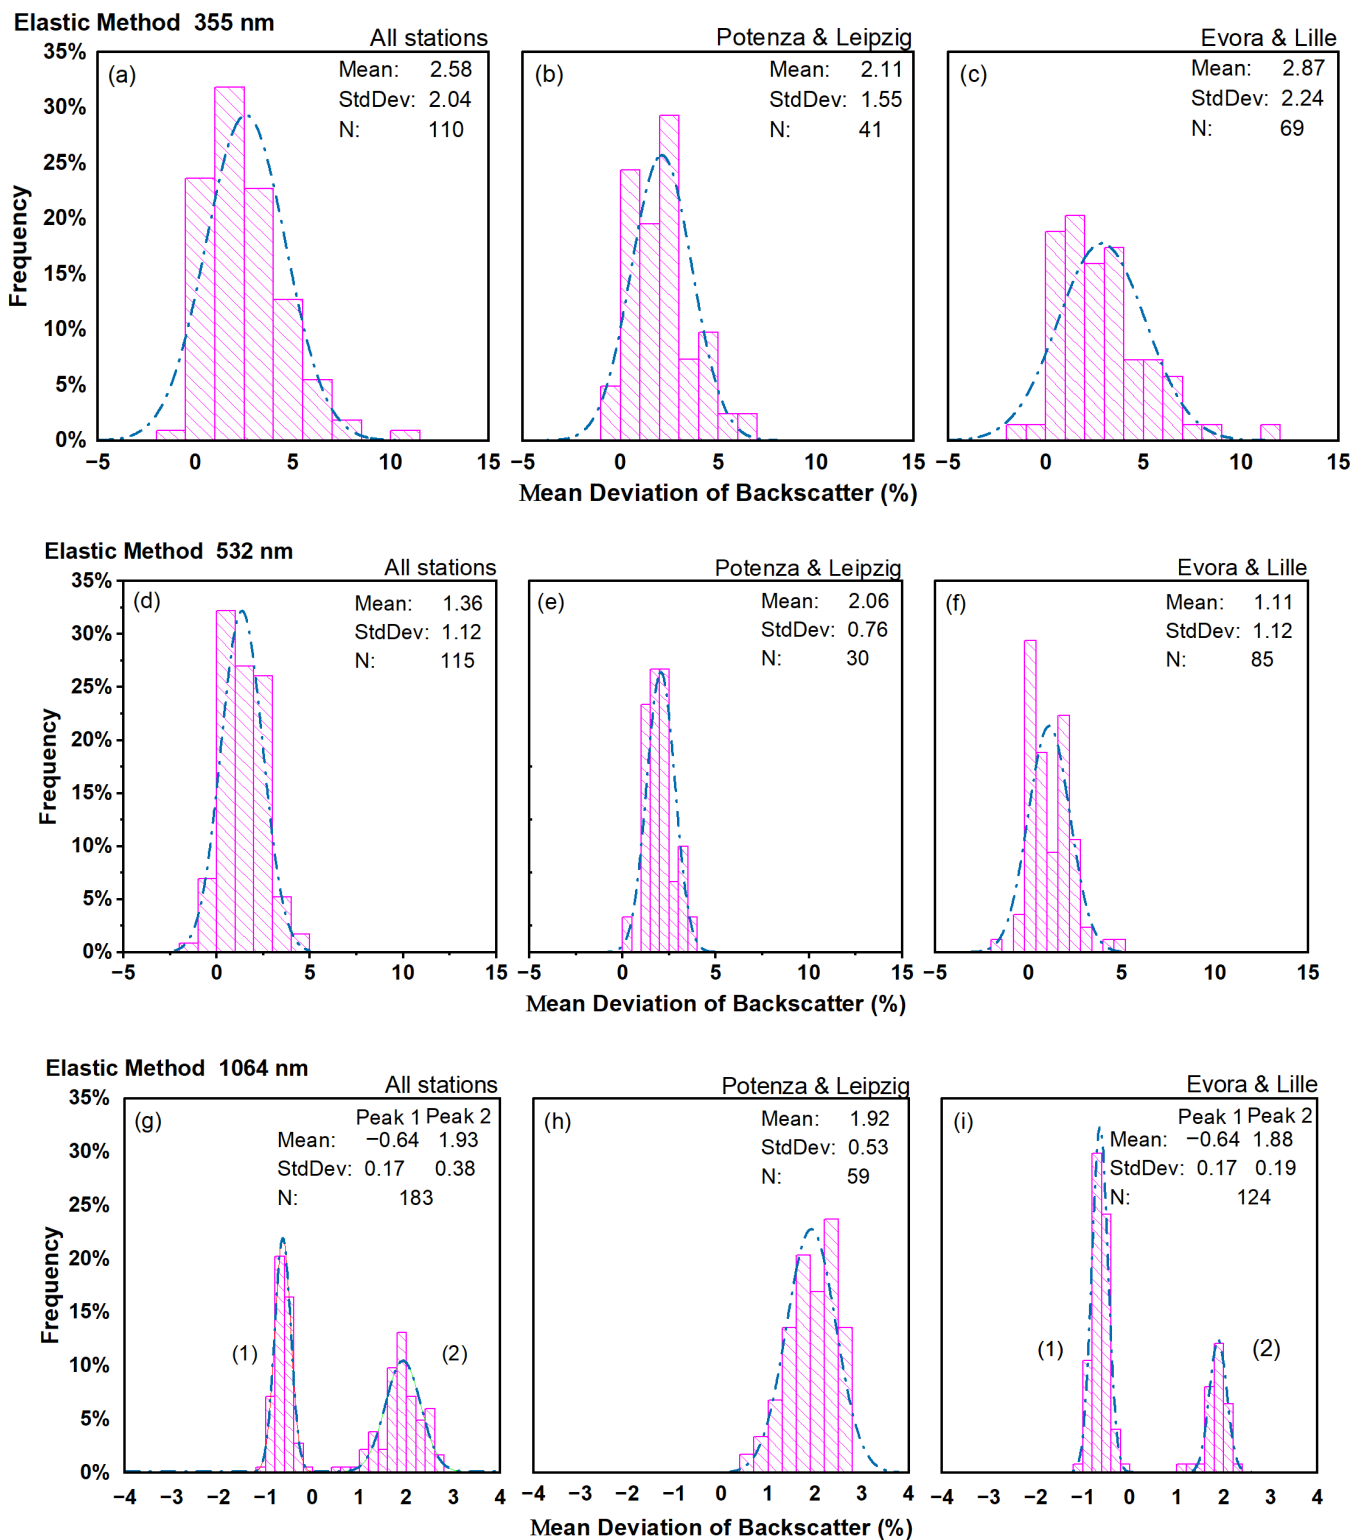 Elastic Method 355 nm
All stations
Potenza & Leipzig
Evora & Lille
(a)
Mean: 2.58
StdDev: 2.04
N: 110
(b)
Mean: 2.11
StdDev: 1.55
N: 41
(c)
Mean: 2.87
StdDev: 2.24
N: 69
35%
30%
25%
20%
15%
10%
5%
0%
Frequency
−5 0 5 10 15
−5 0 5 10 15
−5 0 5 10 15
Mean Deviation of Backscatter (%)
Elastic Method 532 nm
All stations
Potenza & Leipzig
Evora & Lille
(d)
Mean: 1.36
StdDev: 1.12
N: 115
(e)
Mean: 2.06
StdDev: 0.76
N: 30
(f)
Mean: 1.11
StdDev: 1.12
N: 85
35%
30%
25%
20%
15%
10%
5%
0%
Frequency
−5 0 5 10 15
−5 0 5 10 15
−5 0 5 10 15
Mean Deviation of Backscatter (%)
Elastic Method 1064 nm
All stations
Potenza & Leipzig
Evora & Lille
(g)
Peak 1 Peak 2
Mean: −0.64 1.93
StdDev: 0.17 0.38
N: 183
(1)
(2)
(h)
Mean: 1.92
StdDev: 0.53
N: 59
(i)
Peak 1 Peak 2
Mean: −0.64 1.88
StdDev: 0.17 0.19
N: 124
(1)
(2)
35%
30%
25%
20%
15%
10%
5%
0%
Frequency
−4 −3 −2 −1 0 1 2 3 4
−4 −3 −2 −1 0 1 2 3 4
−4 −3 −2 −1 0 1 2 3 4
Mean Deviation of Backscatter (%)